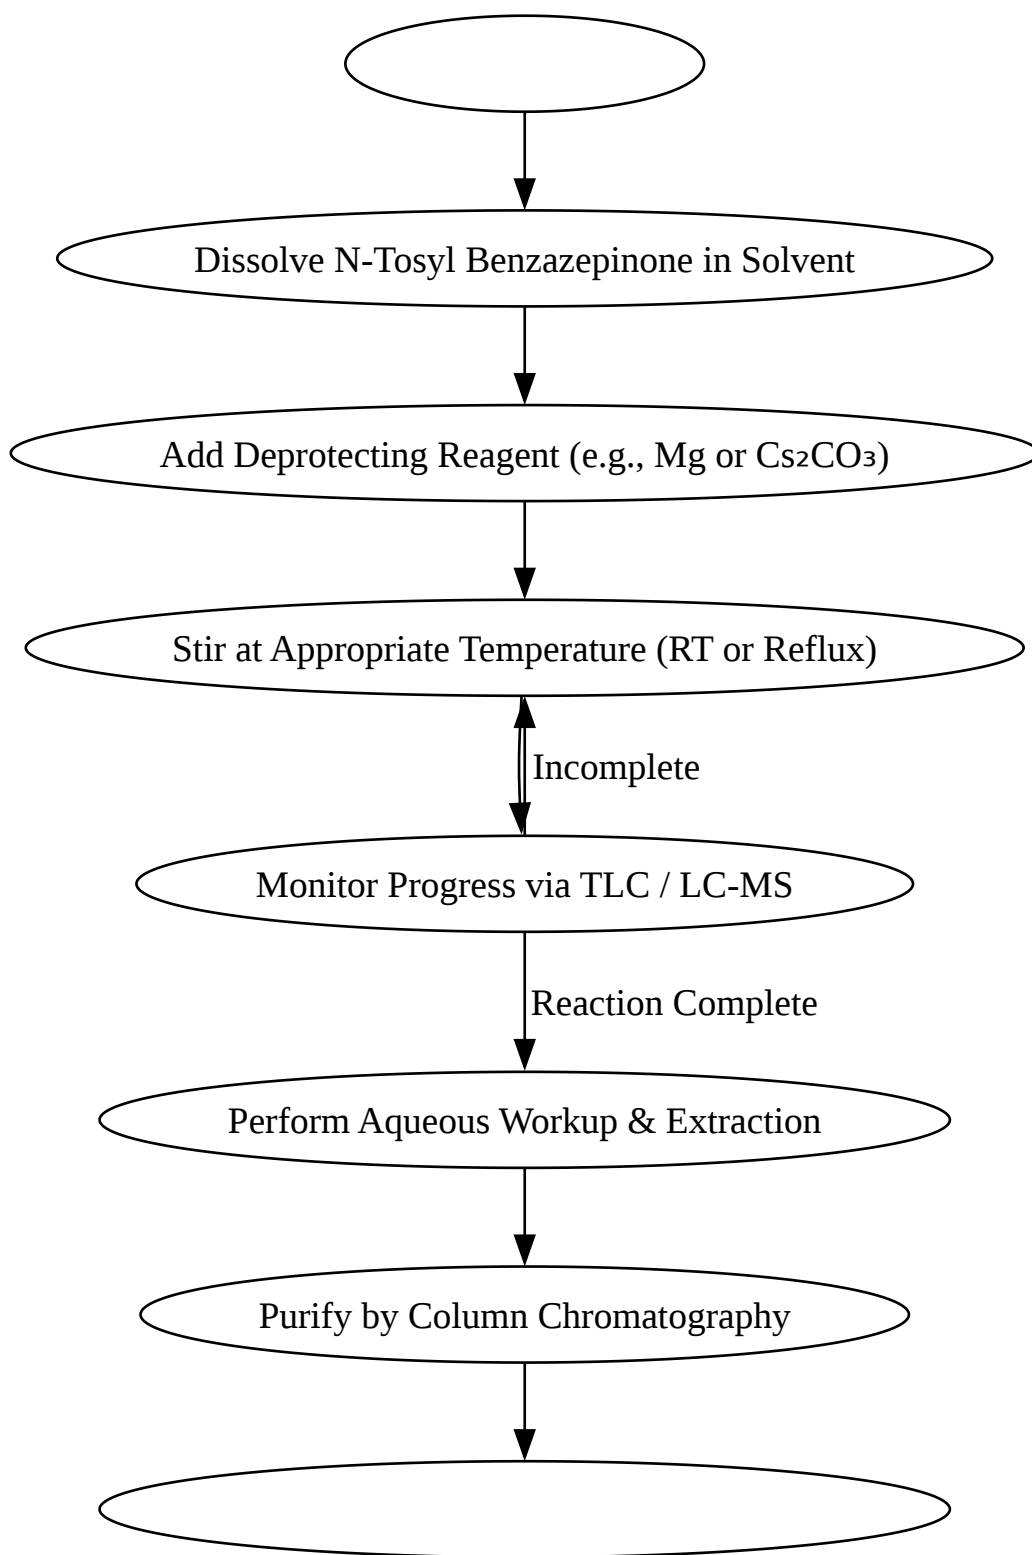 Dissolve N-Tosyl Benzazepinone in Solvent
Add Deprotecting Reagent (e.g., Mg or Cs₂CO₃)
Stir at Appropriate Temperature (RT or Reflux)
Incomplete
Monitor Progress via TLC / LC-MS
Reaction Complete
Perform Aqueous Workup & Extraction
Purify by Column Chromatography